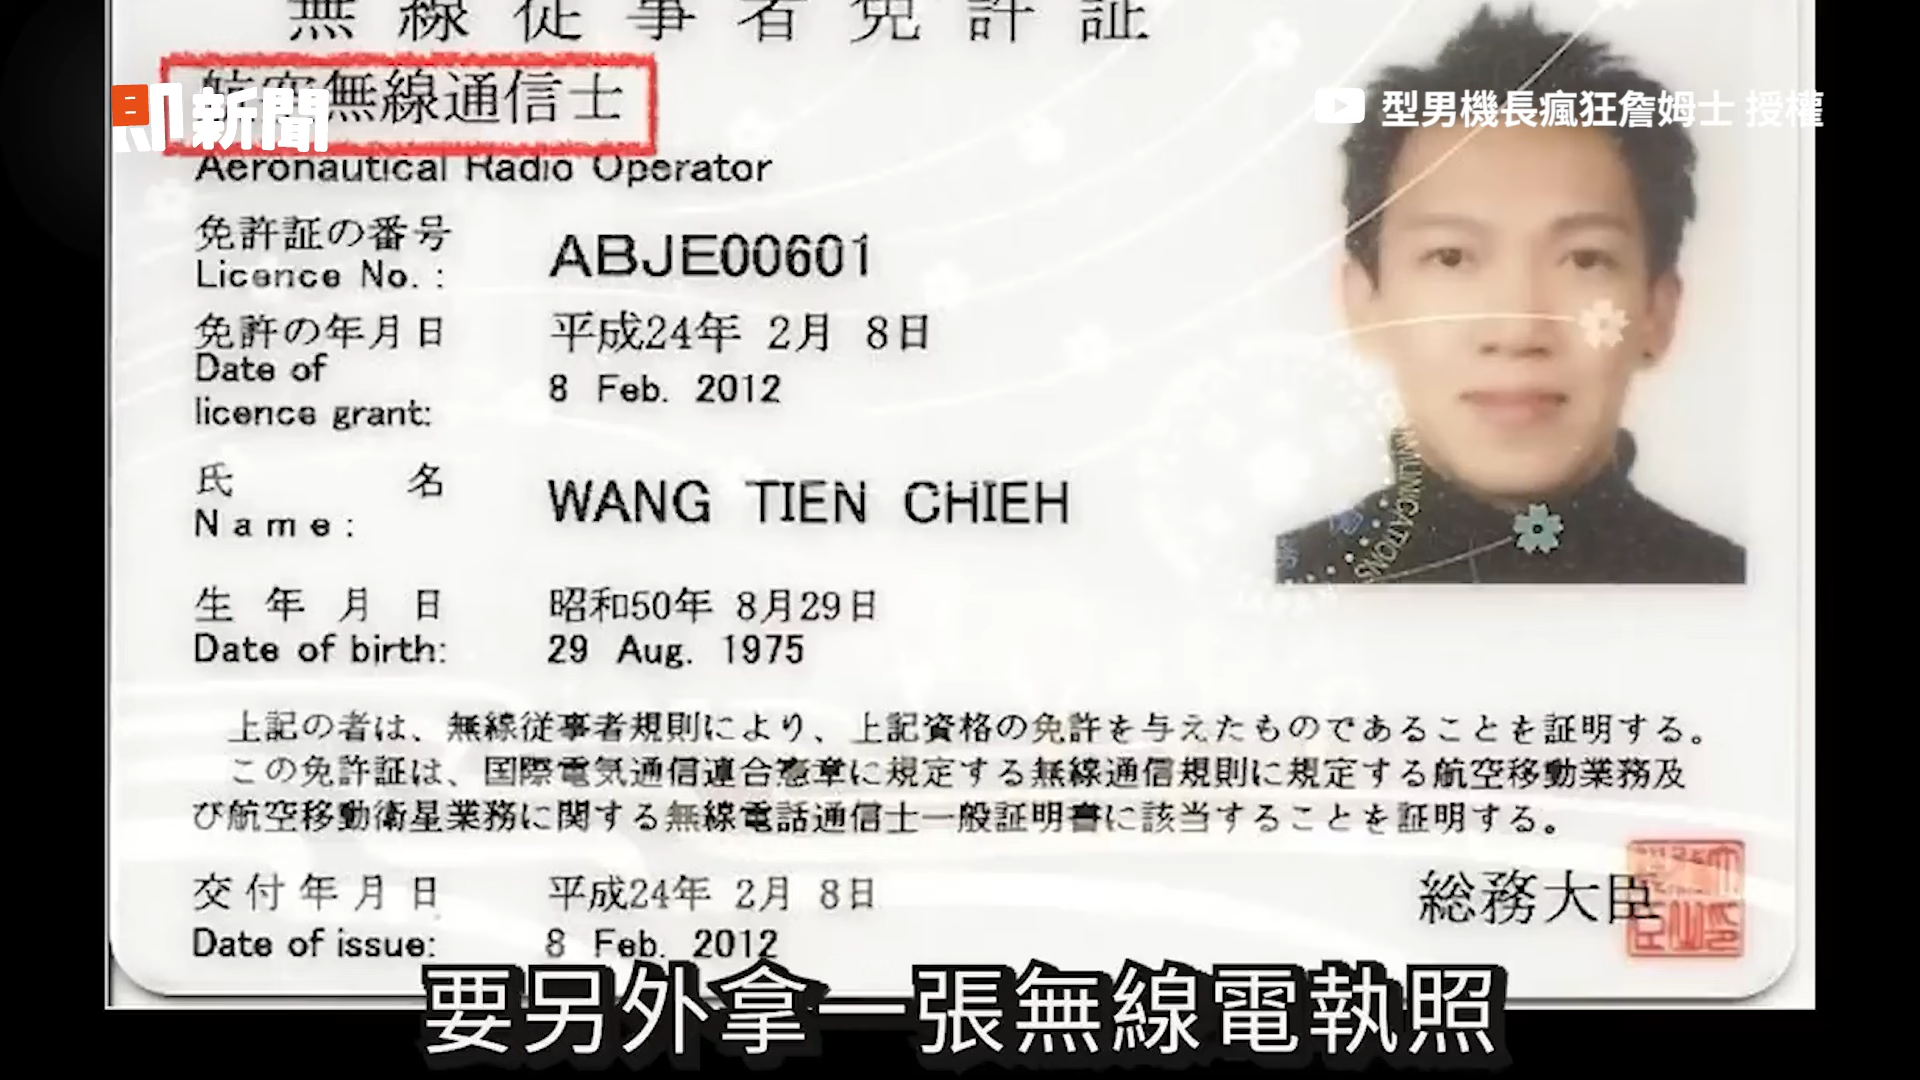 無線従事者免許証
航空無線通信士
即新聞
型男機長瘋狂詹姆士 授權
Aeronautical Radio Operator
免許証の番号 ABJE00601
Licence No. :
免許の年月日 平成24年 2月 8日
Date of
licence grant: 8 Feb. 2012
氏名
Name: WANG TIEN CHIEH
生年月日 昭和50年 8月29日
Date of birth: 29 Aug. 1975
上記の者は、無線従事者規則により、上記資格の免許を与えたものであることを証明する。
この免許証は、国際電気通信連合憲章に規定する無線通信規則に規定する航空移動業務及
び航空移動衛星業務に関する無線電話通信士一般証明書に該当することを証明する。
交付年月日 平成24年 2月 8日
Date of issue: 8 Feb. 2012
総務大臣
要另外拿一張無線電執照